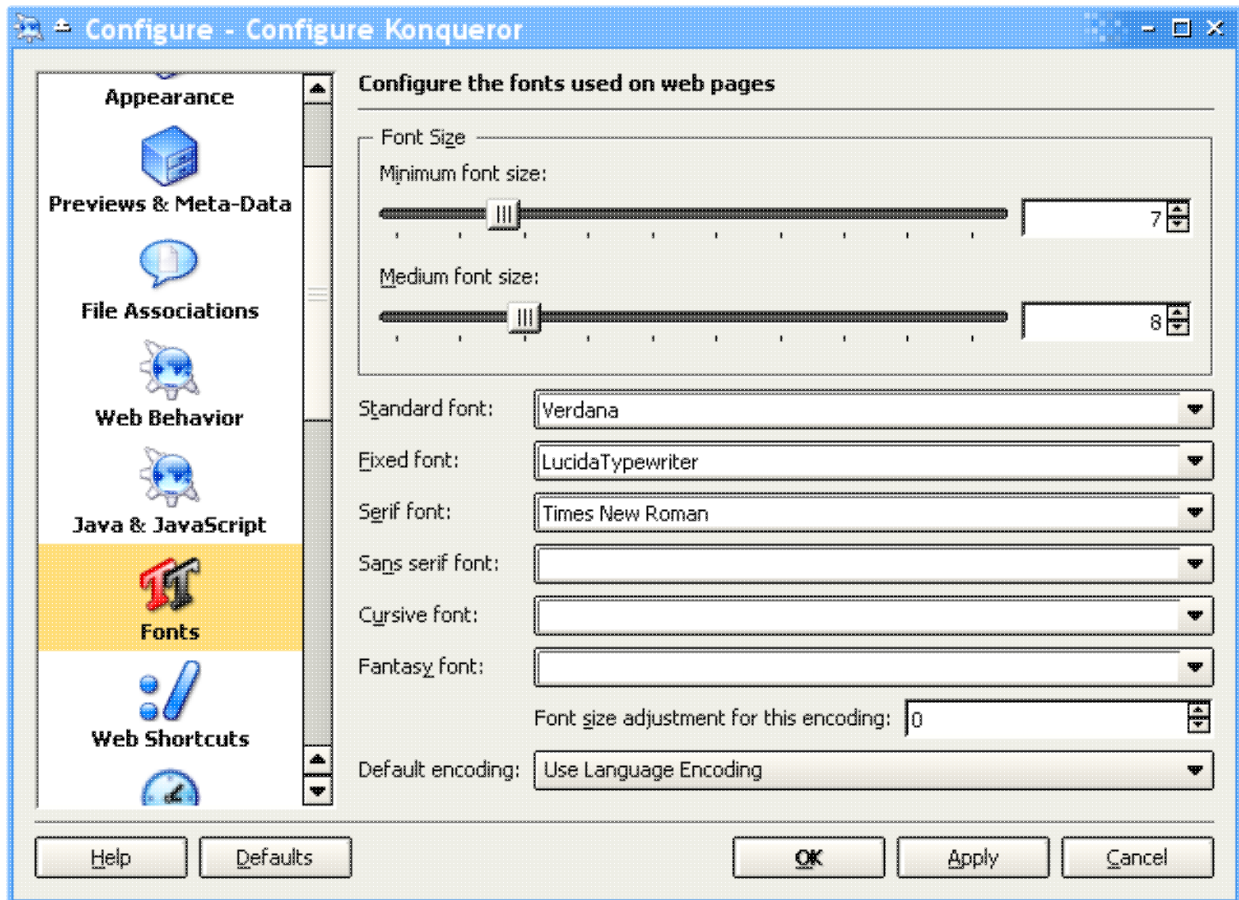 Configure - Configure Konqueror
Appearance
Previews & Meta-Data
File Associations
Web Behavior
Java & JavaScript
Fonts
Web Shortcuts
Configure the fonts used on web pages
Font Size
Minimum font size:
7
Medium font size:
8
Standard font: Verdana
Fixed font: LucidaTypewriter
Serif font: Times New Roman
Sans serif font:
Cursive font:
Fantasy font:
Font size adjustment for this encoding: 0
Default encoding: Use Language Encoding
Help Defaults OK Apply Cancel